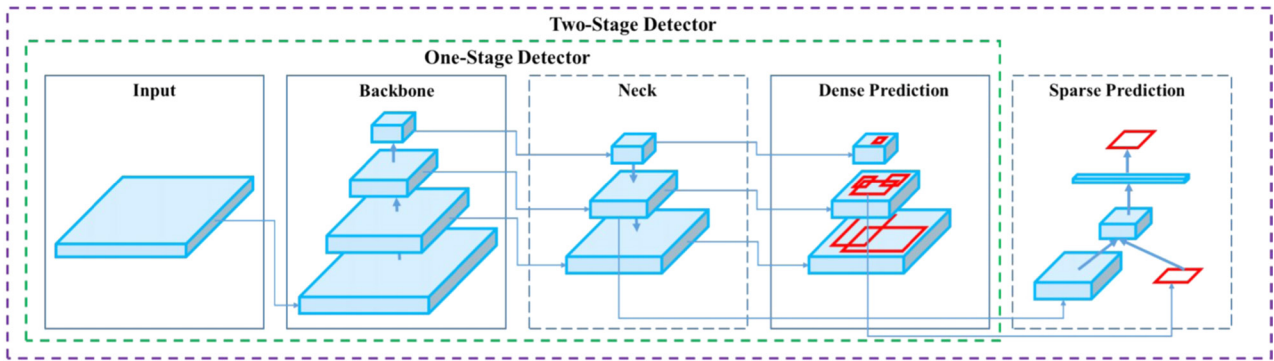 Two-Stage Detector
One-Stage Detector
Input
Backbone
Neck
Dense Prediction
Sparse Prediction